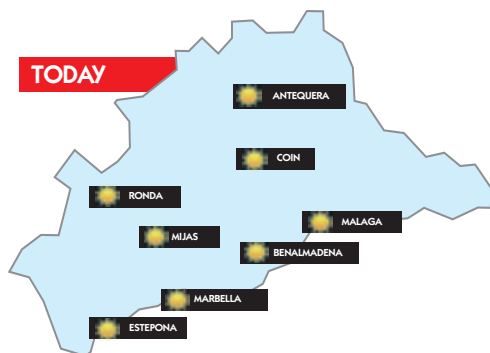 TODAY
ANTEQUERA
COIN
RONDA
MALAGA
MIJAS
BENALMADENA
MARBELLA
ESTEPONA